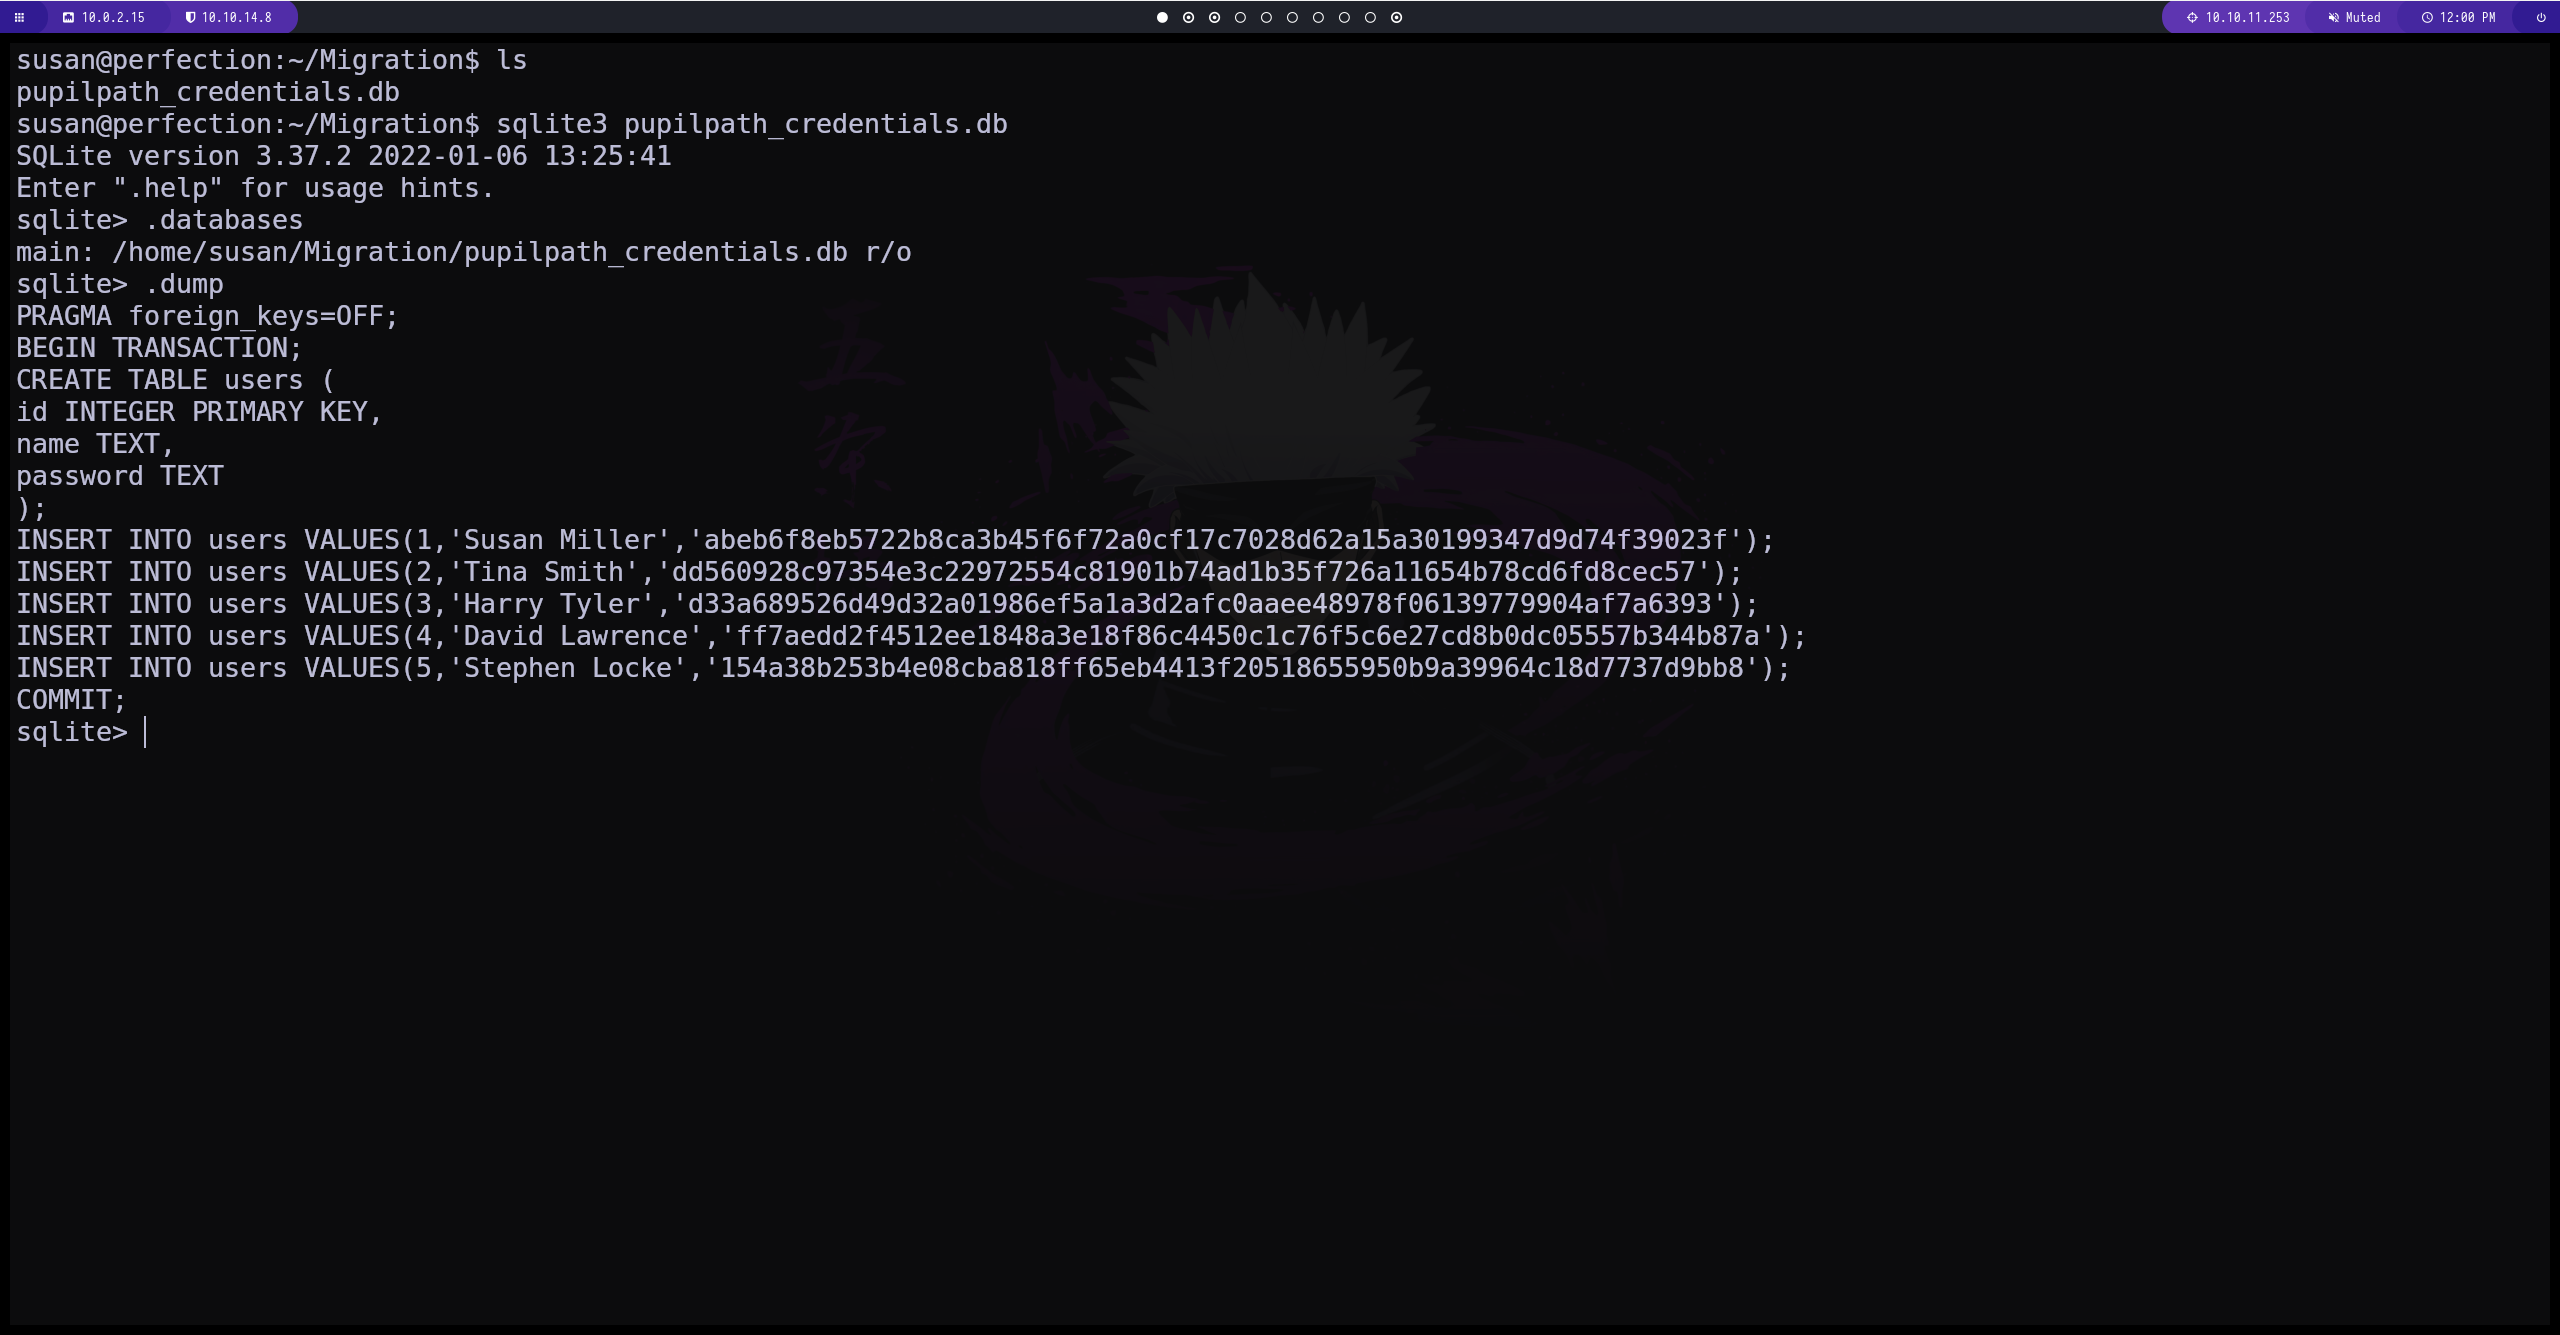 10.0.2.15 10.10.14.8 10.10.11.253 Muted 12:00 PM
susan@perfection:~/Migration$ ls
pupilpath_credentials.db
susan@perfection:~/Migration$ sqlite3 pupilpath_credentials.db
SQLite version 3.37.2 2022-01-06 13:25:41
Enter ".help" for usage hints.
sqlite> .databases
main: /home/susan/Migration/pupilpath_credentials.db r/o
sqlite> .dump
PRAGMA foreign_keys=OFF;
BEGIN TRANSACTION;
CREATE TABLE users (
id INTEGER PRIMARY KEY,
name TEXT,
password TEXT
);
INSERT INTO users VALUES(1,'Susan Miller','abeb6f8eb5722b8ca3b45f6f72a0cf17c7028d62a15a30199347d9d74f39023f');
INSERT INTO users VALUES(2,'Tina Smith','dd560928c97354e3c22972554c81901b74ad1b35f726a11654b78cd6fd8cec57');
INSERT INTO users VALUES(3,'Harry Tyler','d33a689526d49d32a01986ef5a1a3d2afc0aaee48978f06139779904af7a6393');
INSERT INTO users VALUES(4,'David Lawrence','ff7aedd2f4512ee1848a3e18f86c4450c1c76f5c6e27cd8b0dc05557b344b87a');
INSERT INTO users VALUES(5,'Stephen Locke','154a38b253b4e08cba818ff65eb4413f20518655950b9a39964c18d7737d9bb8');
COMMIT;
sqlite>
五
条